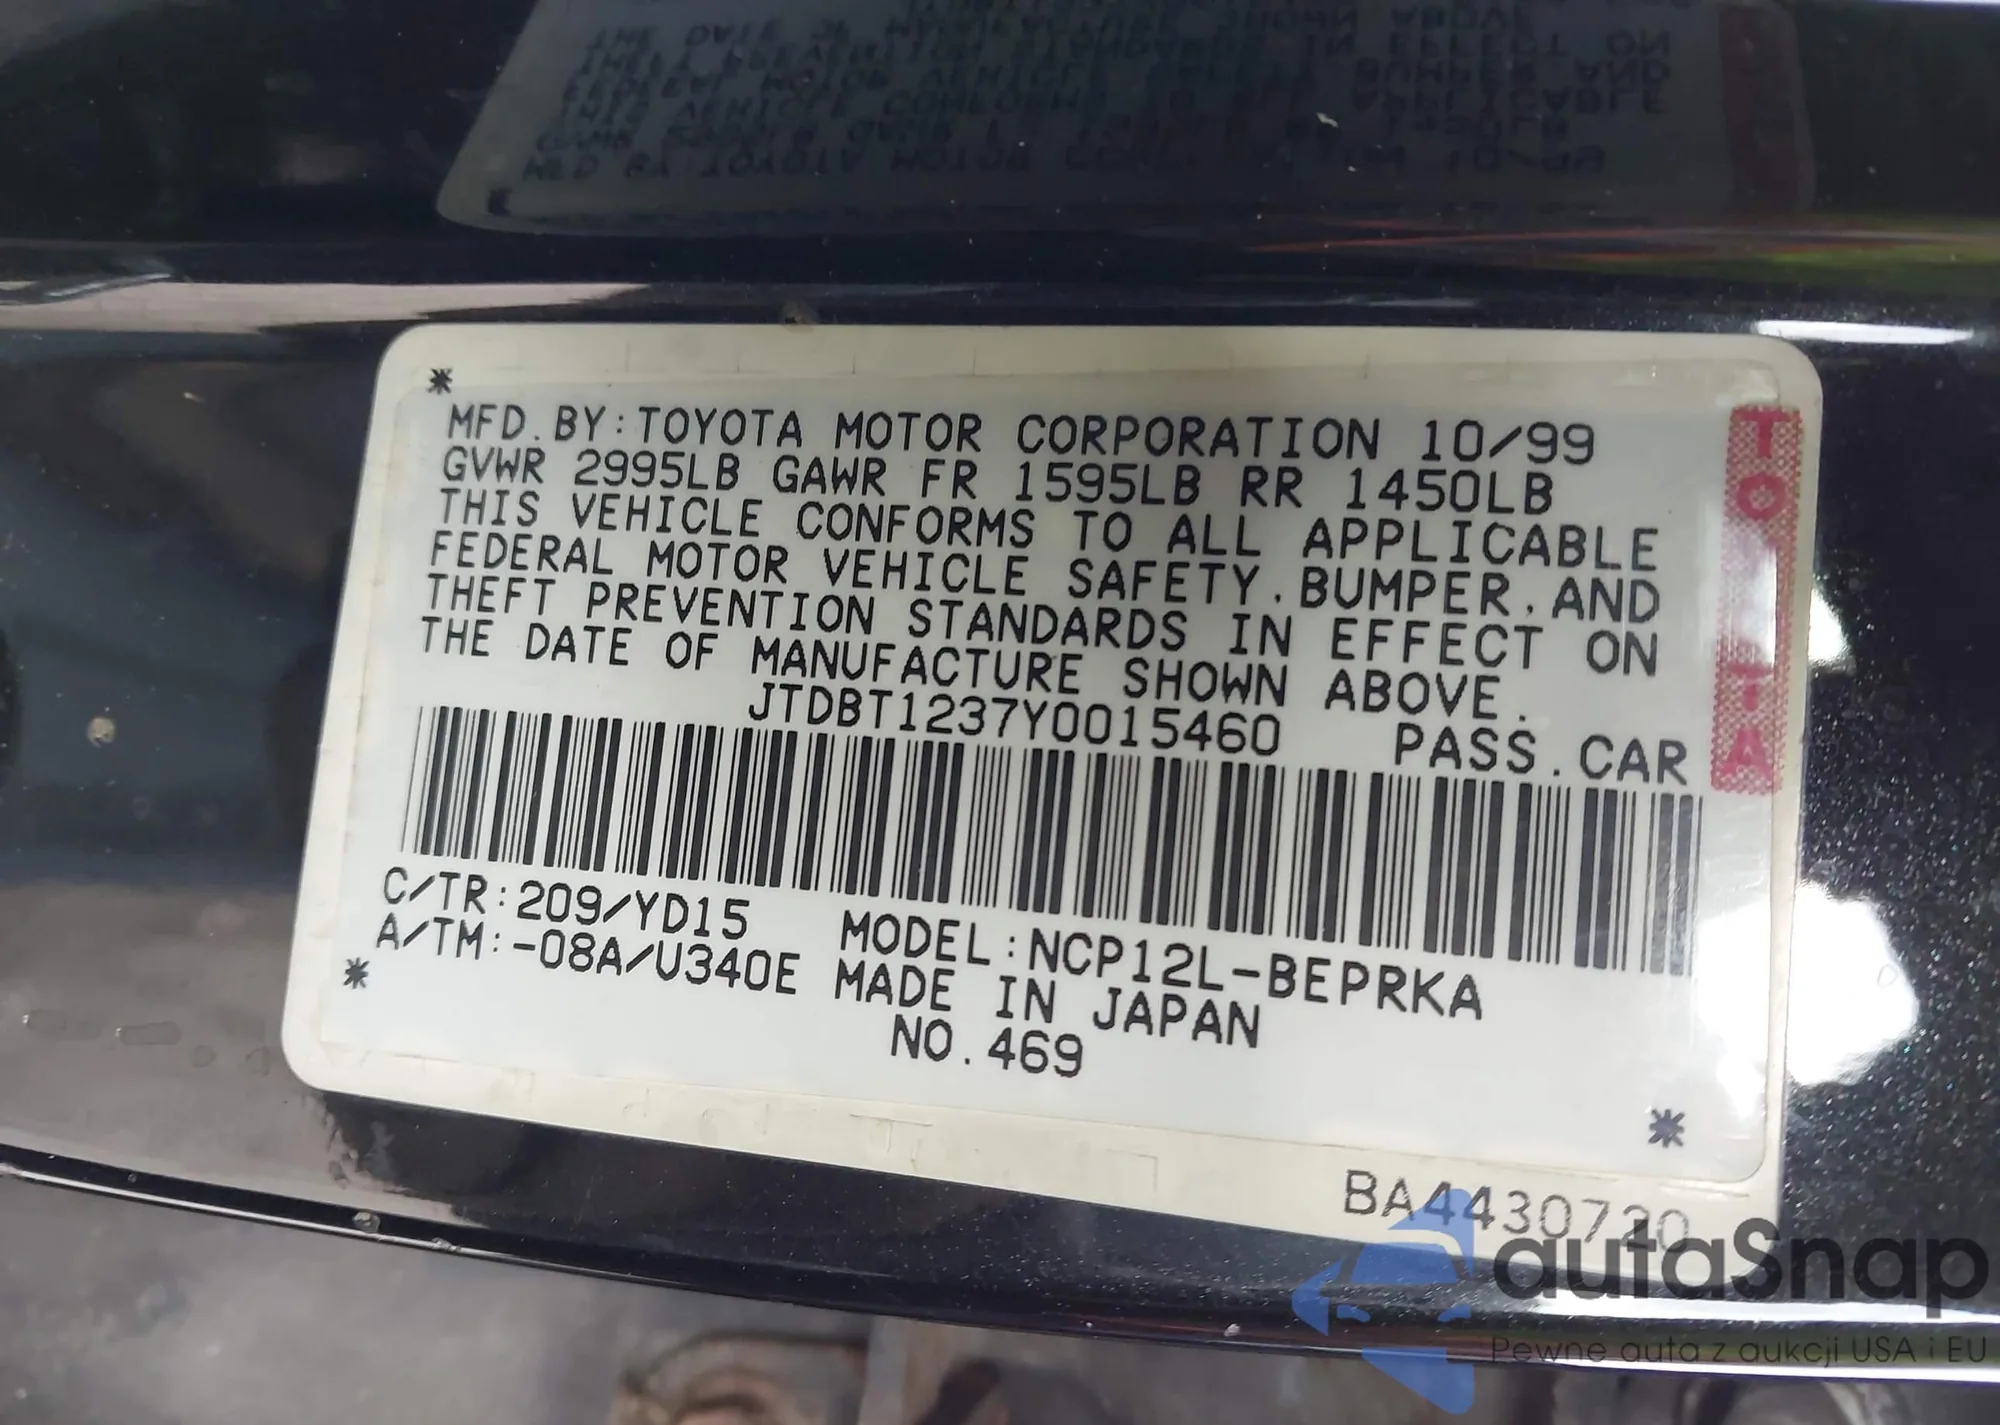 *
MFD. BY: TOYOTA MOTOR CORPORATION 10/99
GVWR 2995LB GAWR FR 1595LB RR 1450LB
THIS VEHICLE CONFORMS TO ALL APPLICABLE
FEDERAL MOTOR VEHICLE SAFETY. BUMPER. AND
THEFT PREVENTION STANDARDS IN EFFECT ON
THE DATE OF MANUFACTURE SHOWN ABOVE.
JTDBT1237Y0015460 PASS. CAR
C/TR: 209/YD15 MODEL: NCP12L-BEPRKA
A/TM: -08A/U340E MADE IN JAPAN
* NO. 469
*
BA4430720
autaSnap
Pewne auta z aukcji USA i EU